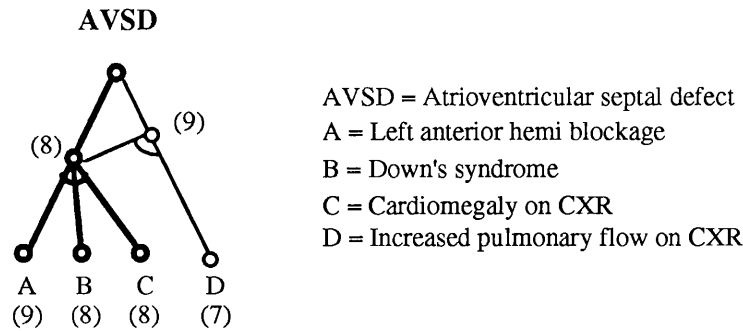 AVSD
(9)
(8)
A B C D
(9) (8) (8) (7)
AVSD = Atrioventricular septal defect
A = Left anterior hemi blockage
B = Down's syndrome
C = Cardiomegaly on CXR
D = Increased pulmonary flow on CXR